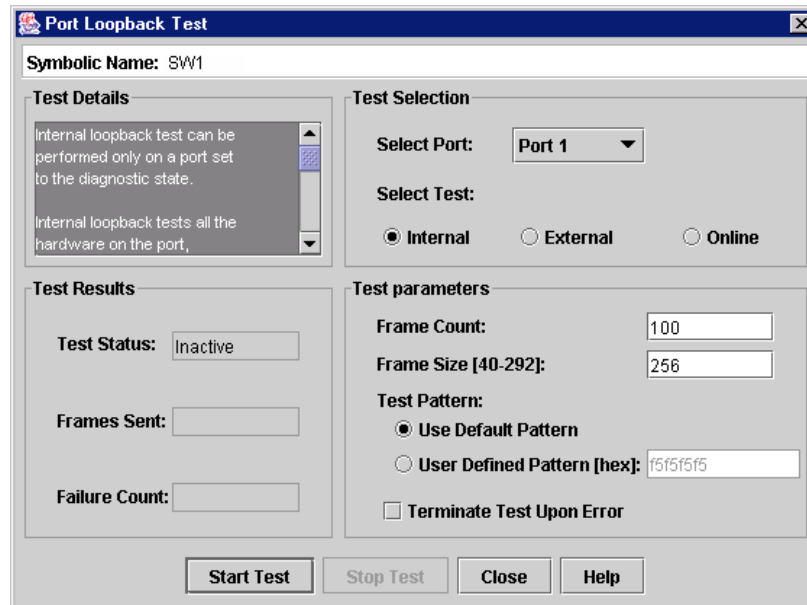 Port Loopback Test
Symbolic Name: SW1
Test Details
Internal loopback test can be
performed only on a port set
to the diagnostic state.
Internal loopback tests all the
hardware on the port,
Test Selection
Select Port: Port 1
Select Test:
Internal External Online
Test Results
Test Status: Inactive
Frames Sent:
Failure Count:
Test parameters
Frame Count: 100
Frame Size [40-292]: 256
Test Pattern:
Use Default Pattern
User Defined Pattern [hex]: f5f5f5f5
Terminate Test Upon Error
Start Test Stop Test Close Help